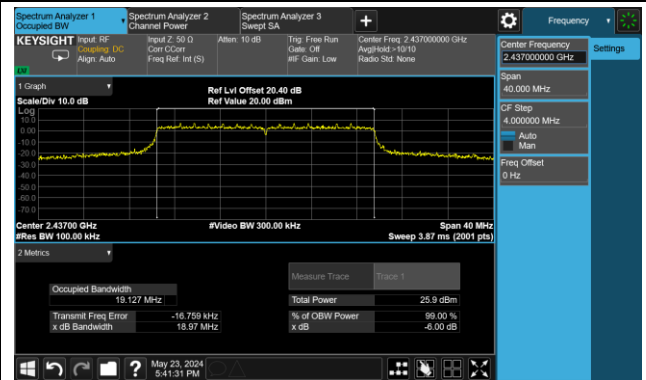 Spectrum Analyzer 1
Occupied BW
Spectrum Analyzer 2
Channel Power
Spectrum Analyzer 3
Swept SA
Frequency
KEYSIGHT
Input: RF
Coupling: DC
Align: Auto
Input Z: 50 Ω
Corr CCorr
Freq Ref: Int (S)
Atten: 10 dB
Trig: Free Run
Gate: Off
#IF Gain: Low
Center Freq: 2.437000000 GHz
Avg|Hold:>10/10
Radio Std: None
Center Frequency
2.437000000 GHz
Settings
Span
40.000 MHz
CF Step
4.000000 MHz
Auto
Man
Freq Offset
0 Hz
1 Graph
Scale/Div 10.0 dB
Ref Lvl Offset 20.40 dB
Ref Value 20.00 dBm
Log
10.0
0.00
-10.0
-20.0
-30.0
-40.0
-50.0
-60.0
-70.0
Center 2.43700 GHz
#Res BW 100.00 kHz
#Video BW 300.00 kHz
Span 40 MHz
Sweep 3.87 ms (2001 pts)
2 Metrics
Measure Trace
Trace 1
Occupied Bandwidth
19.127 MHz
Total Power
25.9 dBm
Transmit Freq Error
-16.759 kHz
% of OBW Power
99.00 %
x dB Bandwidth
18.97 MHz
x dB
-6.00 dB
May 23, 2024
5:41:31 PM